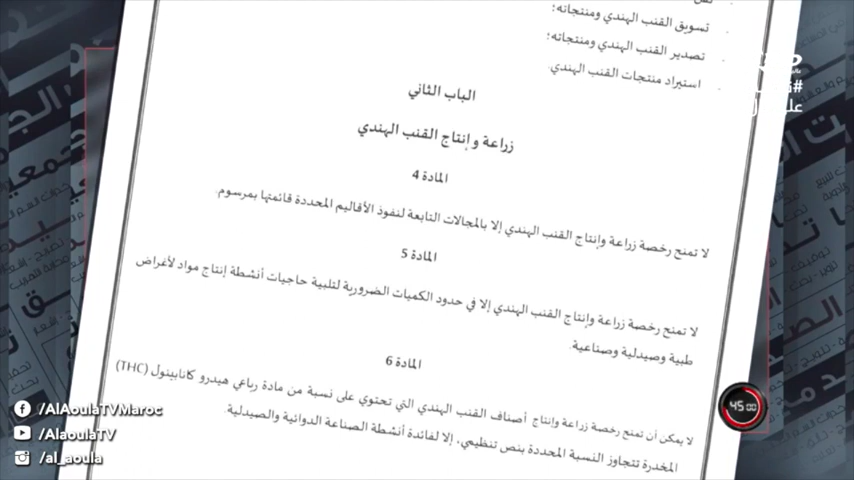 تسويق القنب الهندي ومنتجاته؛
تصدير القنب الهندي ومنتجاته؛
استيراد منتجات القنب الهندي.
الباب الثاني
زراعة وإنتاج القنب الهندي
المادة 4
لا تمنح رخصة زراعة وإنتاج القنب الهندي إلا بالمجالات التابعة لنفوذ الأقاليم المحددة قائمتها بمرسوم.
المادة 5
لا تمنح رخصة زراعة وإنتاج القنب الهندي إلا في حدود الكميات الضرورية لتلبية حاجيات أنشطة إنتاج مواد لأغراض
طبية وصيدلية وصناعية.
المادة 6
لا يمكن أن تمنح رخصة زراعة وإنتاج أصناف القنب الهندي التي تحتوي على نسبة من مادة رباعي هيدرو كانابينول (THC)
المخدرة تتجاوز النسبة المحددة بنص تنظيمي، إلا لفائدة أنشطة الصناعة الدوائية والصيدلية
45:00
/AlAoulaTVMaroc
/AlaoulaTV
/al_aoula